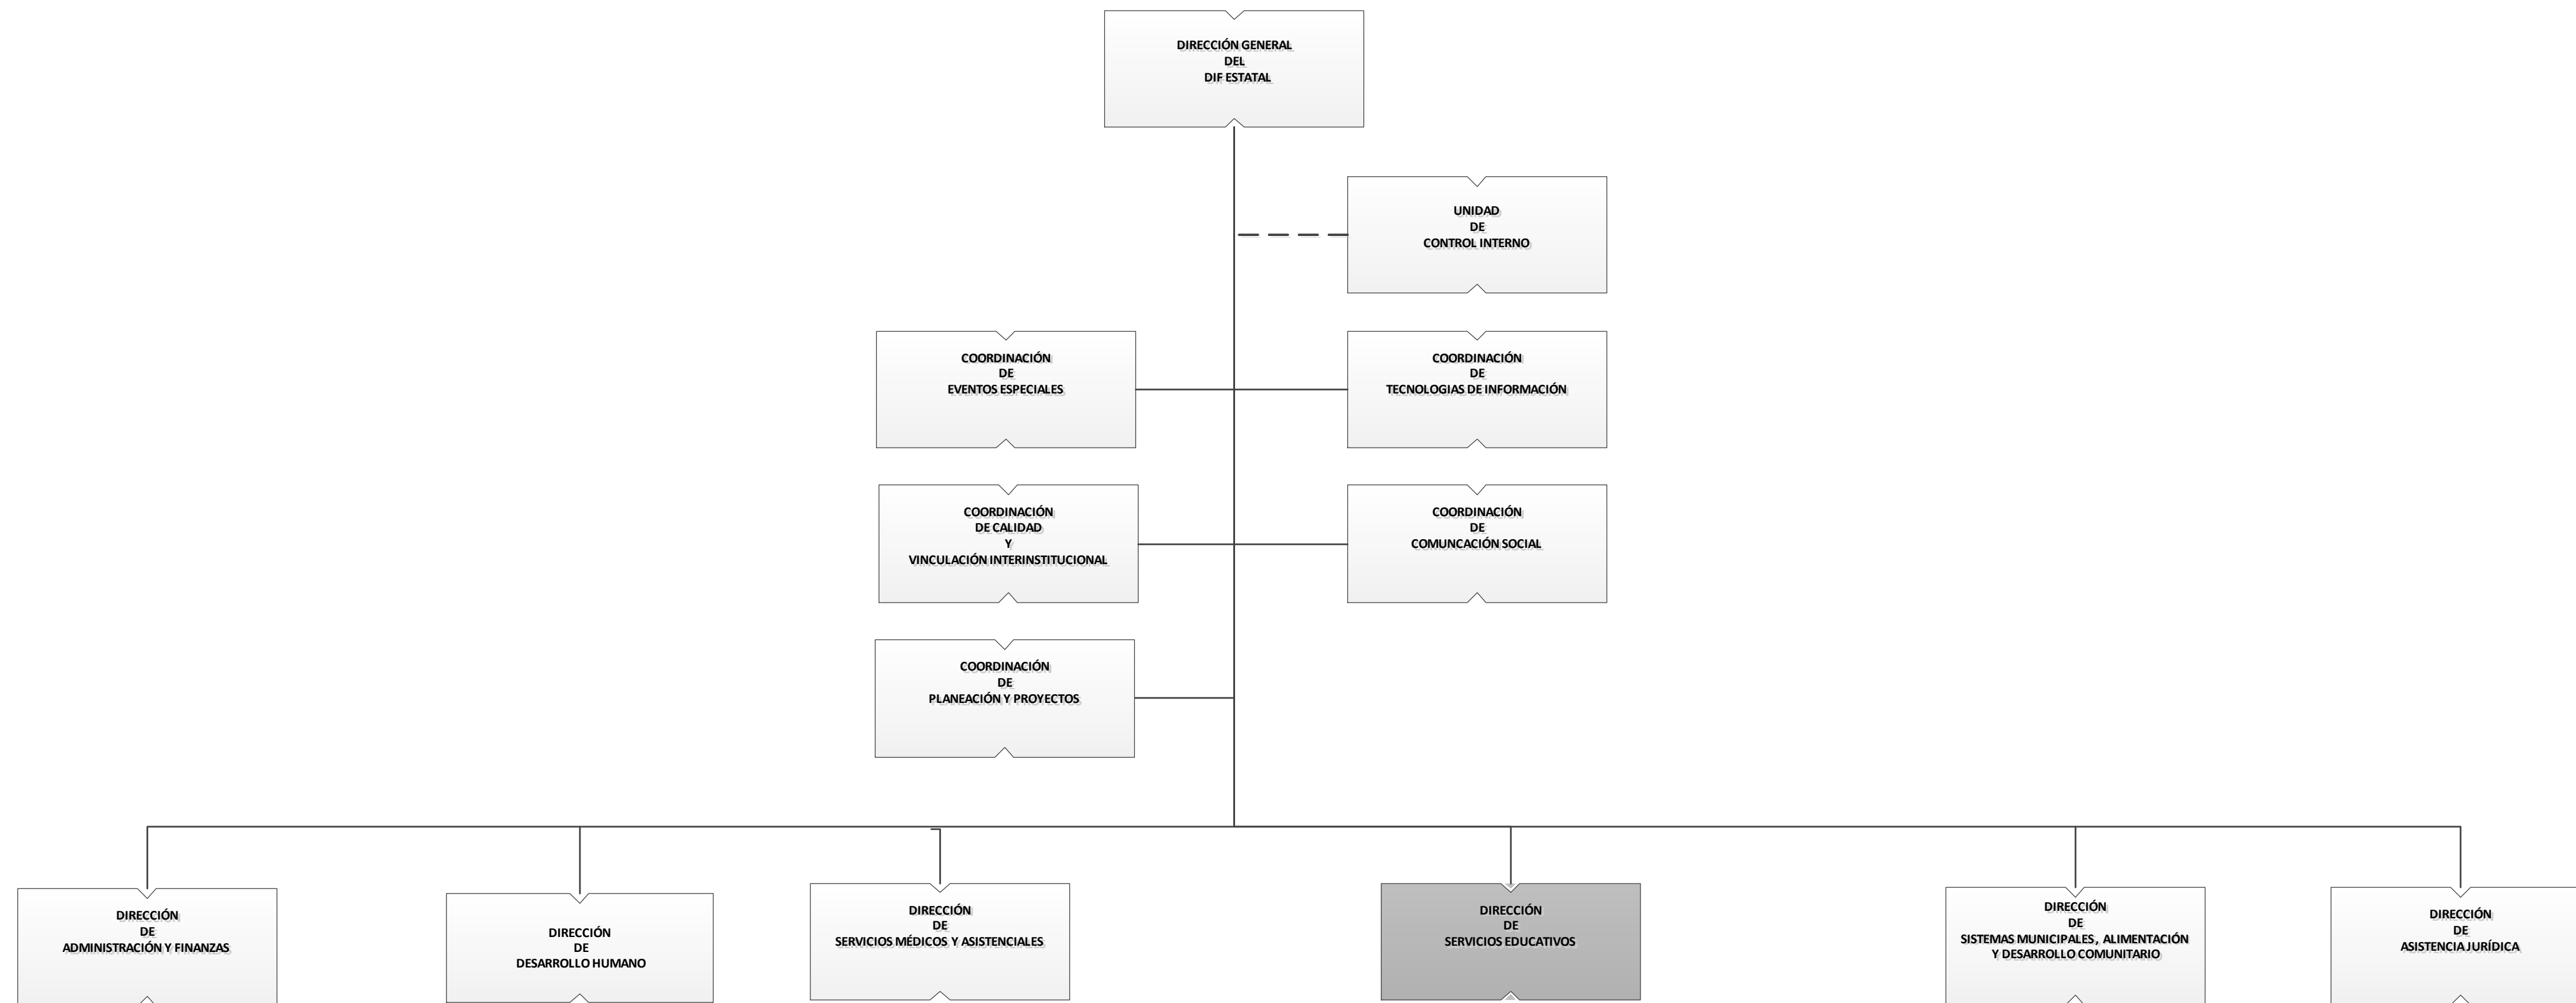 DIRECCIÓN GENERAL
DEL
DIF ESTATAL
UNIDAD
DE
CONTROL INTERNO
COORDINACIÓN
DE
EVENTOS ESPECIALES
COORDINACIÓN
DE
TECNOLOGIAS DE INFORMACIÓN
COORDINACIÓN
DE CALIDAD
Y
VINCULACIÓN INTERINSTITUCIONAL
COORDINACIÓN
DE
COMUNCACIÓN SOCIAL
COORDINACIÓN
DE
PLANEACIÓN Y PROYECTOS
DIRECCIÓN
DE
ADMINISTRACIÓN Y FINANZAS
DIRECCIÓN
DE
DESARROLLO HUMANO
DIRECCIÓN
DE
SERVICIOS MÉDICOS Y ASISTENCIALES
DIRECCIÓN
DE
SERVICIOS EDUCATIVOS
DIRECCIÓN
DE
SISTEMAS MUNICIPALES, ALIMENTACIÓN
Y DESARROLLO COMUNITARIO
DIRECCIÓN
DE
ASISTENCIA JURÍDICA